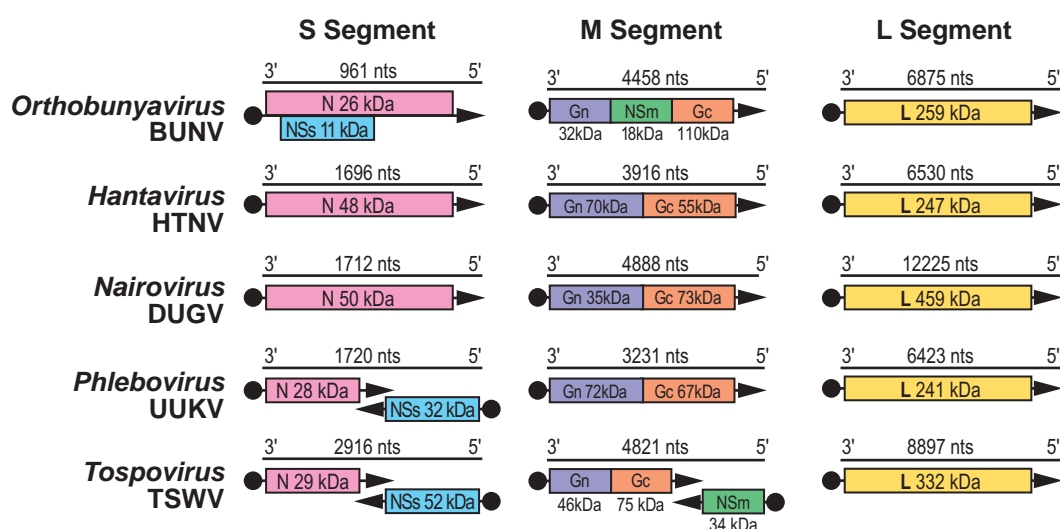 S Segment M Segment L Segment
3' 961 nts 5' 3' 4458 nts 5' 6875 nts 5'
Orthobunyavirus
BUNV
N 26 kDa
NSs 11 kDa
Gn NSm Gc
32kDa 18kDa 110kDa
L 259 kDa
3' 1696 nts 5' 3' 3916 nts 5' 3' 6530 nts 5'
Hantavirus
HTNV
N 48 kDa Gn 70kDa Gc 55kDa L 247 kDa
3' 1712 nts 5' 3' 4888 nts 5' 3' 12225 nts 5'
Nairovirus
DUGV
N 50 kDa Gn 35kDa Gc 73kDa L 459 kDa
3' 1720 nts 5' 3' 3231 nts 5' 3' 6423 nts 5'
Phlebovirus
UUKV
N 28 kDa Gn 72kDa Gc 67kDa L 241 kDa
NSs 32 kDa
3' 2916 nts 5' 3' 4821 nts 5' 3' 8897 nts 5'
Tospovirus
TSWV
N 29 kDa Gn Gc L 332 kDa
NSs 52 kDa 46kDa 75 kDa NSm
34 kDa